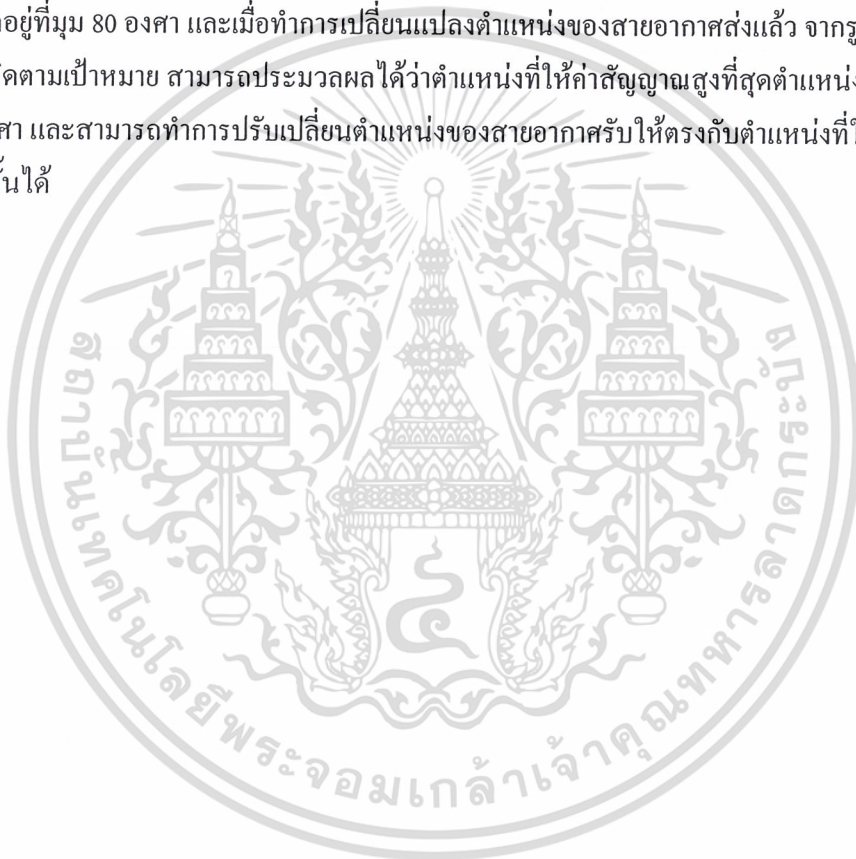 อยู่ที่มุม 80 องศา และเมื่อทำการเปลี่ยนแปลงตำแหน่งของสายอากาศส่งแล้ว จากรู
ติดตามเป้าหมาย สามารถประมวลผลได้ว่าตำแหน่งที่ให้ค่าสัญญาณสูงที่สุดตำแหน่ง
ศา และสามารถทำการปรับเปลี่ยนตำแหน่งของสายอากาศรับให้ตรงกับตำแหน่งที่ใ
ั้นได้
สถาบันเทคโนโลยีพระจอมเกล้าเจ้าคุณทหารลาดกระบัง